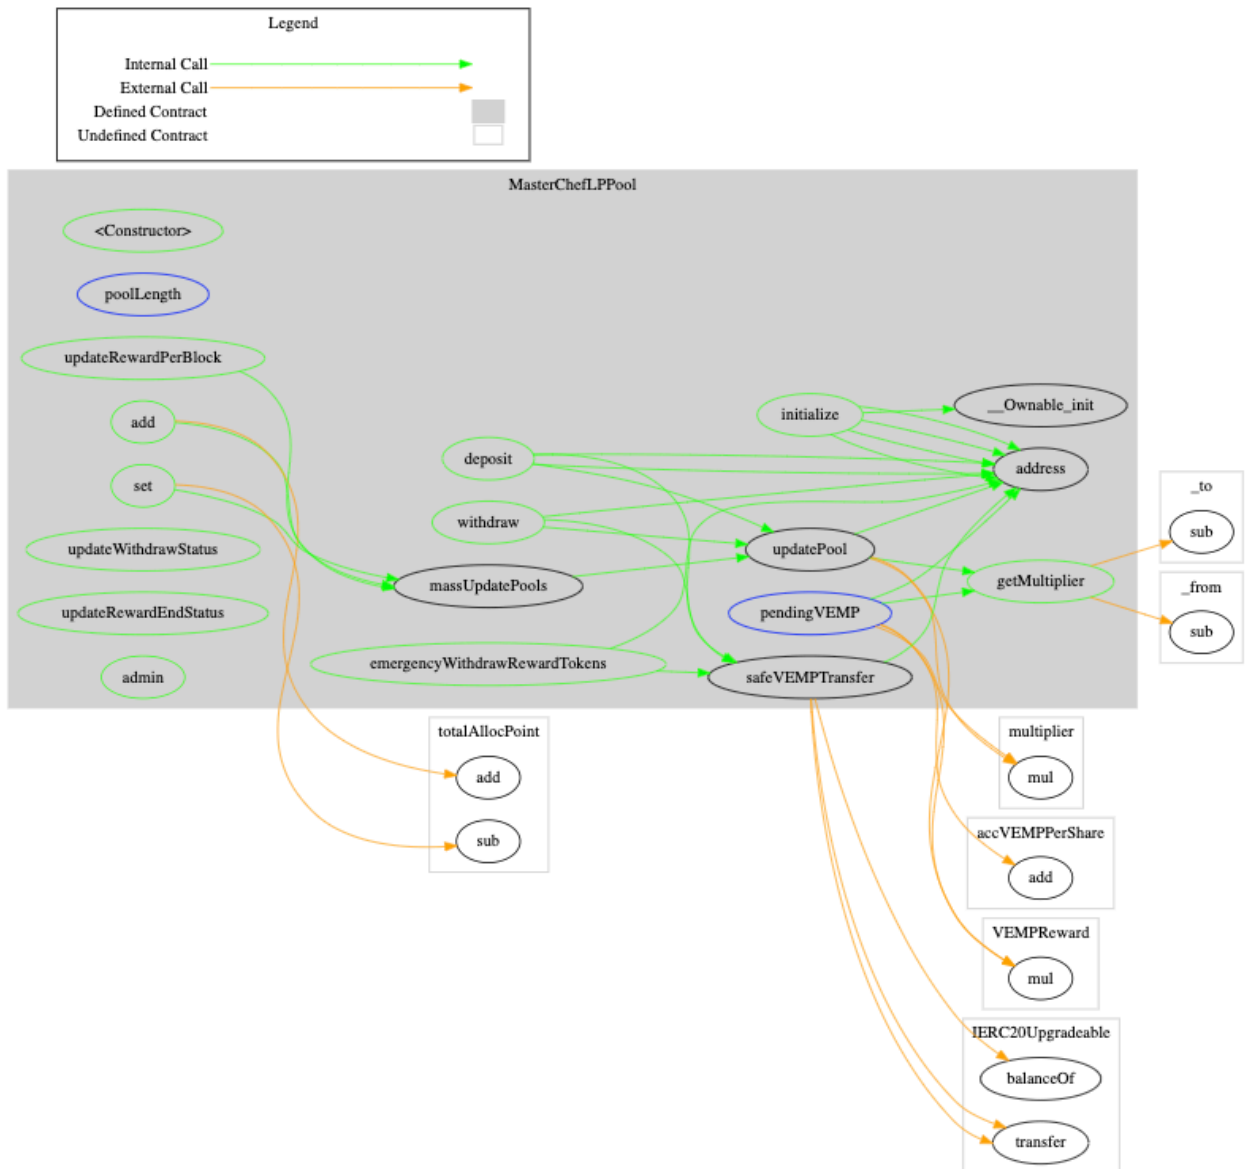 Legend
Internal Call
External Call
Defined Contract
Undefined Contract
MasterChefLPPool
<Constructor>
poolLength
updateRewardPerBlock
add
set
updateWithdrawStatus
updateRewardEndStatus
admin
deposit
withdraw
massUpdatePools
emergencyWithdrawRewardTokens
initialize
__Ownable_init
address
updatePool
getMultiplier
pendingVEMP
safeVEMPTransfer
_to
sub
_from
sub
totalAllocPoint
add
sub
multiplier
mul
accVEMPPerShare
add
VEMPReward
mul
IERC20Upgradeable
balanceOf
transfer